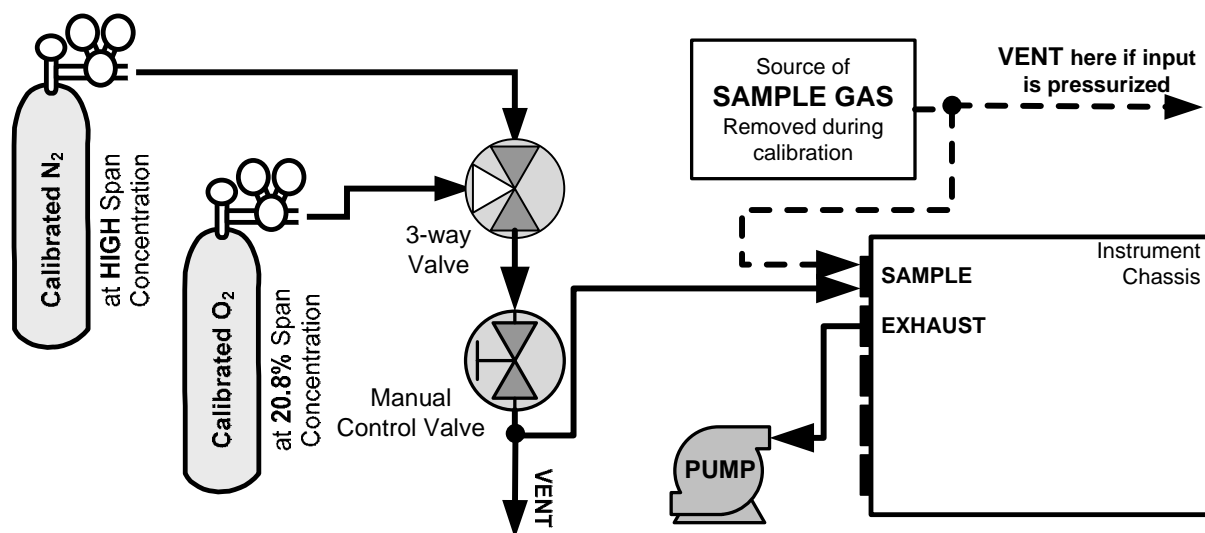 Calibrated N2
at HIGH Span
Concentration
Calibrated O2
at 20.8% Span
Concentration
3-way
Valve
Manual
Control Valve
VENT
Source of
SAMPLE GAS
Removed during
calibration
VENT here if input
is pressurized
SAMPLE
EXHAUST
Instrument
Chassis
PUMP